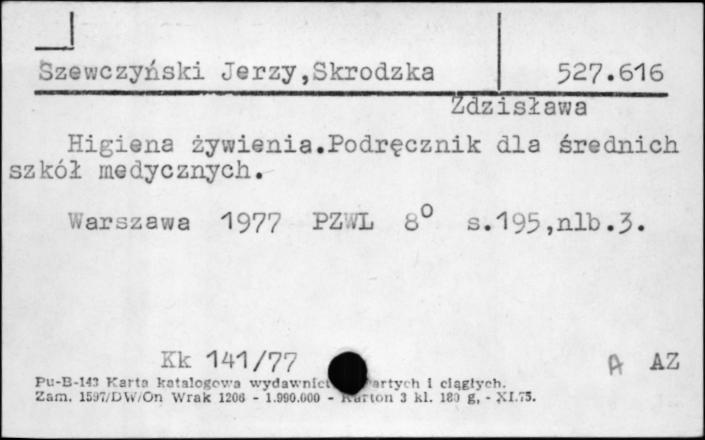 Szewczyński Jerzy,Skrodzka 527.616
Zdzisława
Higiena żywienia.Podręcznik dla średnich
szkół medycznych.
Warszawa 1977 PZWL 8° s.195,nlb.3.
Kk 141/77 A AZ
Pu-B-143 Karta katalogowa wydawnict artych i ciągłych.
Zam. 1597/DW/On Wrak 1206 - 1.990.000 - Karton 3 kl. 180 g, - XI.75.